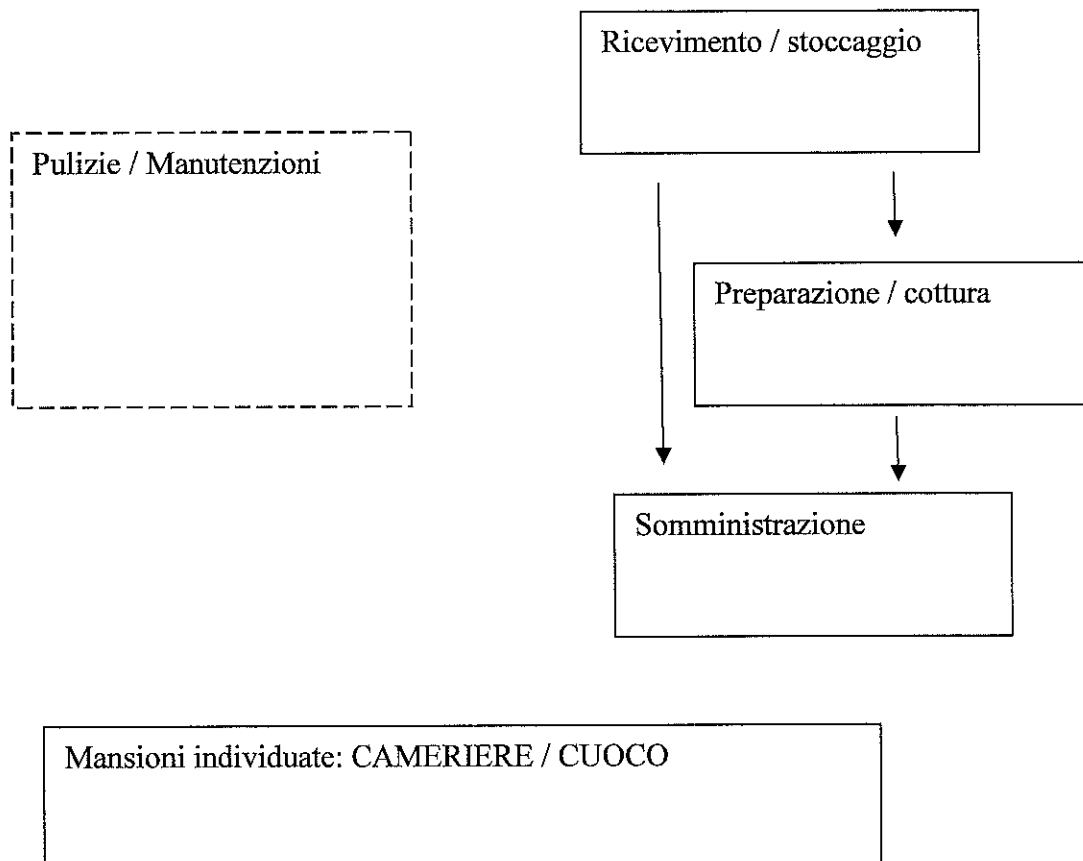 Ricevimento / stoccaggio
Pulizie / Manutenzioni
Preparazione / cottura
Somministrazione
Mansioni individuate: CAMERIERE / CUOCO